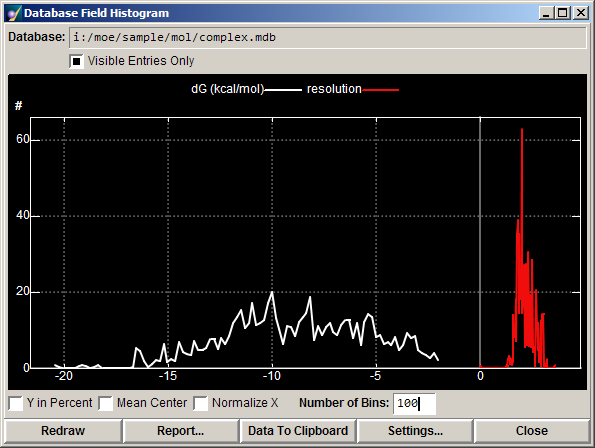 Database Field Histogram
Database: i:/moe/sample/mol/complex.mdb
Visible Entries Only
dG (kcal/mol) resolution
#
60
40
20
0
-20 -15 -10 -5 0
Y in Percent Mean Center Normalize X Number of Bins: 100
Redraw Report... Data To Clipboard Settings... Close